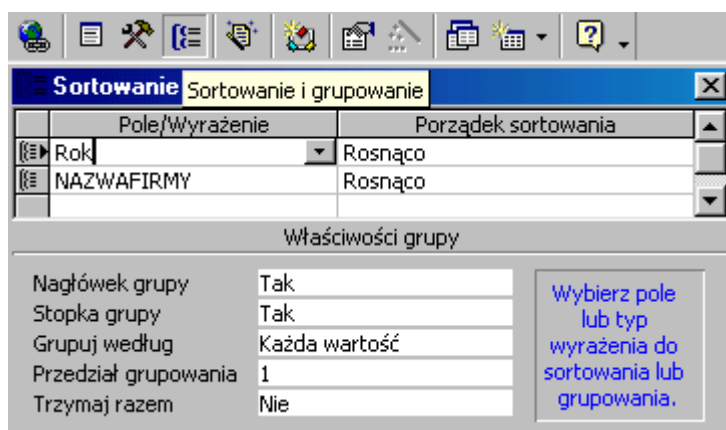 Sortowanie
Sortowanie i grupowanie
Pole/Wyrażenie Porządek sortowania
Rok Rosnąco
NAZWAFIRMY Rosnąco
Właściwości grupy
Nagłówek grupy Tak
Stopka grupy Tak
Grupuj według Każda wartość
Przedział grupowania 1
Trzymaj razem Nie
Wybierz pole
lub typ
wyrażenia do
sortowania lub
grupowania.